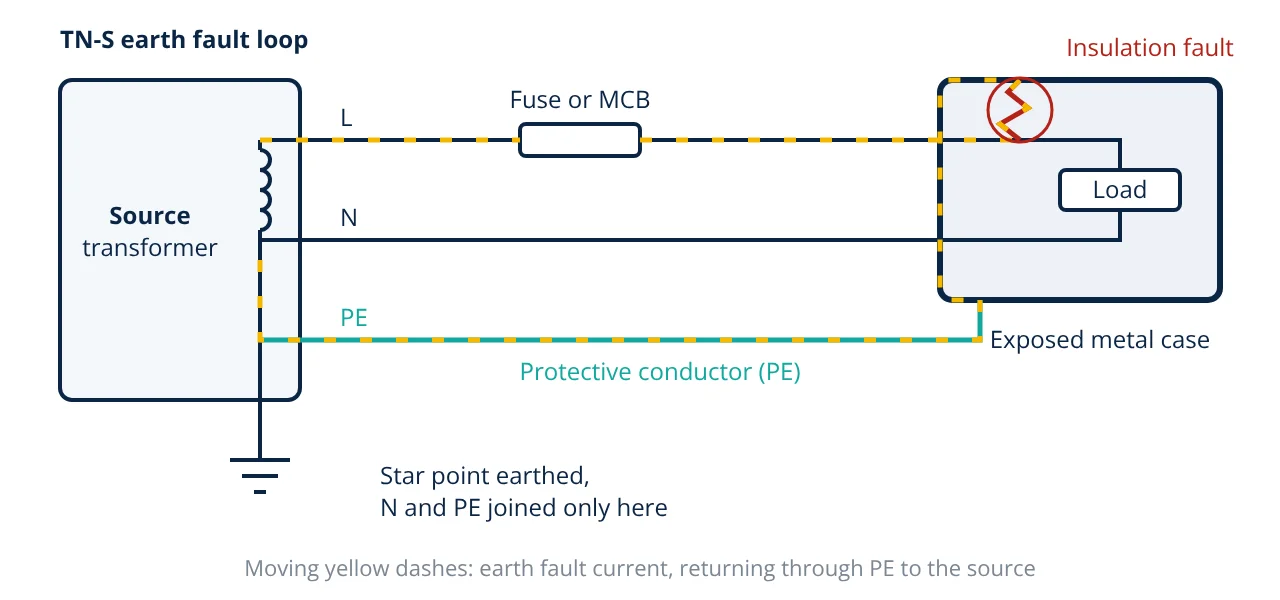 TN-S earth fault loop
Insulation fault
Fuse or MCB
L
Load
Source
transformer
N
PE
Exposed metal case
Protective conductor (PE)
Star point earthed,
N and PE joined only here
Moving yellow dashes: earth fault current, returning through PE to the source